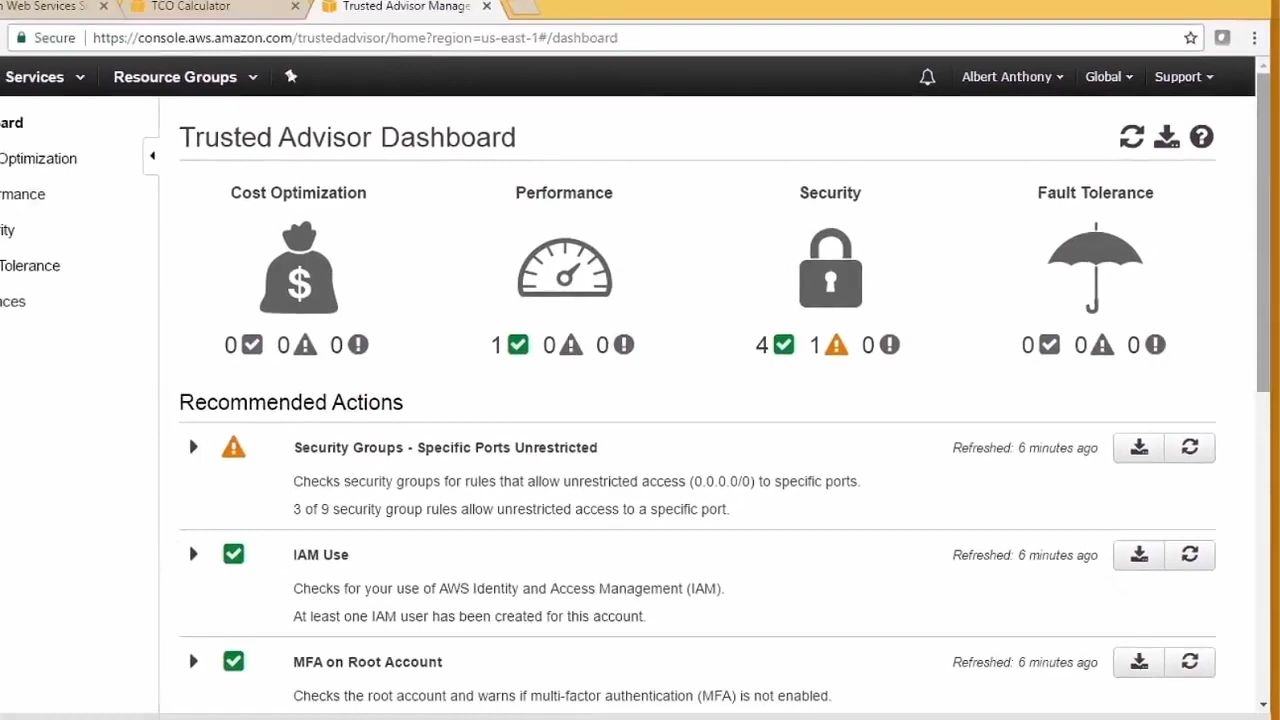 n Web Services S
TCO Calculator
Trusted Advisor Manage
Secure
https://console.aws.amazon.com/trustedadvisor/home?region=us-east-1#/dashboard
Services
Resource Groups
Albert Anthony
Global
Support
ard
Optimization
rmance
ity
Tolerance
nces
Trusted Advisor Dashboard
Cost Optimization
Performance
Security
Fault Tolerance
$
0 0 0
1 0 0
4 1 0
0 0 0
Recommended Actions
Security Groups - Specific Ports Unrestricted
Refreshed: 6 minutes ago
Checks security groups for rules that allow unrestricted access (0.0.0.0/0) to specific ports.
3 of 9 security group rules allow unrestricted access to a specific port.
IAM Use
Refreshed: 6 minutes ago
Checks for your use of AWS Identity and Access Management (IAM).
At least one IAM user has been created for this account.
MFA on Root Account
Refreshed: 6 minutes ago
Checks the root account and warns if multi-factor authentication (MFA) is not enabled.